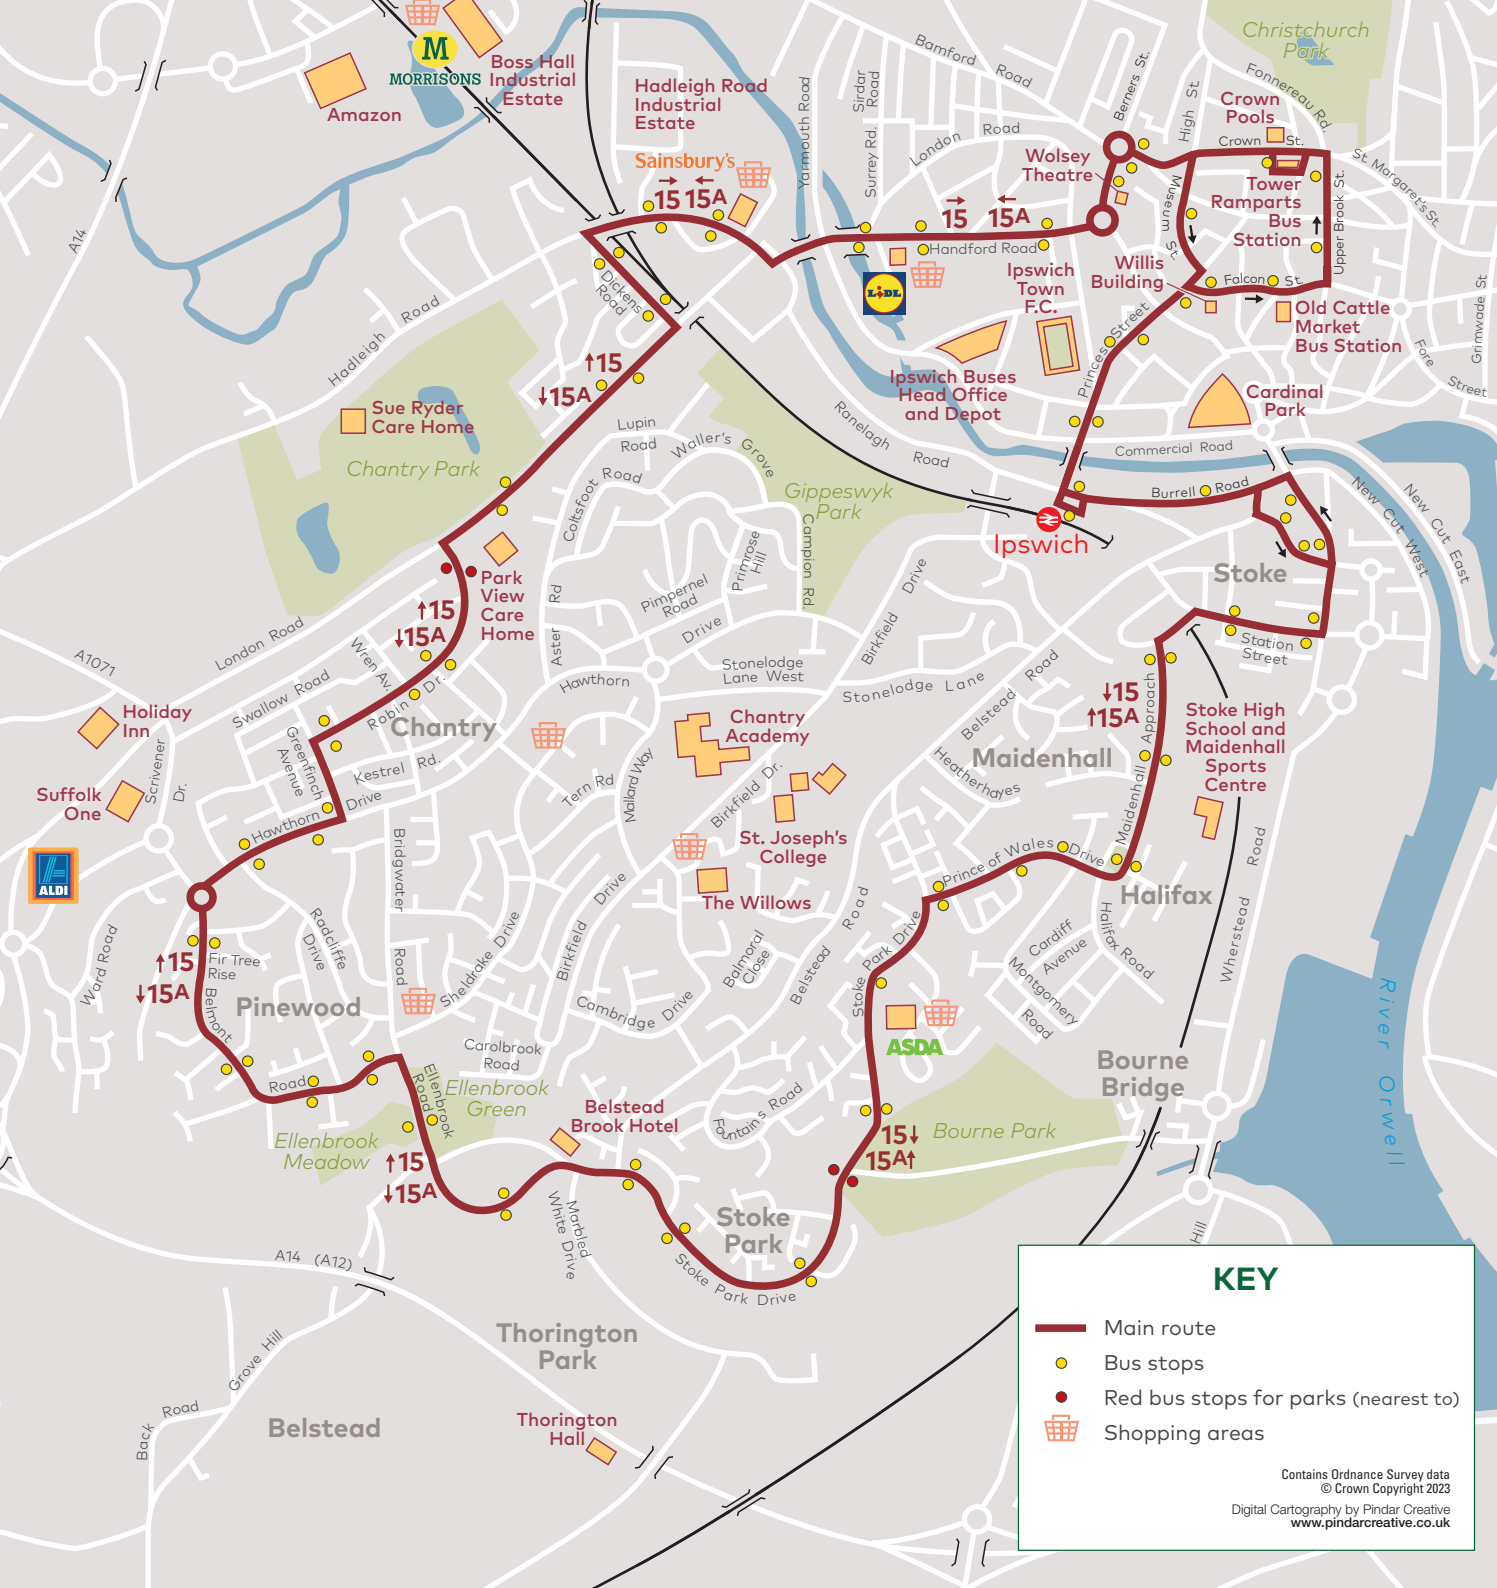 Christchurch
Park
M
MORRISONS
Boss Hall
Industrial
Estate
Amazon
Hadleigh Road
Industrial
Estate
Sainsbury's
15 15A
Bamford Road
Berners St.
High St
Fonnereau Rd.
Crown
Pools
Crown St.
St. Margaret's St.
Yarmouth Road
Sirdar
Road
Surrey Rd.
London Road
Wolsey
Theatre
Museum St.
Tower
Ramparts
Bus
Station
Upper Brook St.
15 15A
Handford Road
LIDL
Ipswich
Town
F.C.
Willis
Building
Falcon St.
Old Cattle
Market
Bus Station
Grimwade St
Fore Street
A14
Hadleigh Road
Dickens
Road
15
15A
Princes Street
Ipswich Buses
Head Office
and Depot
Cardinal
Park
Sue Ryder
Care Home
Chantry Park
Lupin
Road
Waller's Grove
Ranelagh Road
Commercial Road
Coltsfoot Road
Gippeswyk
Park
Burrell Road
New Cut West
New Cut East
Ipswich
Stoke
Campion Rd.
Primrose
Hill
Pimpernel
Road
Drive
Aster Rd
Park
View
Care
Home
15
15A
London Road
A1071
Wren Av.
Swallow Road
Robin Dr.
Birkfield Drive
Station
Street
Hawthorn
Stonelodge
Lane West
Stonelodge Lane
Belstead Road
15
15A
Maidenhall Approach
Stoke High
School and
Maidenhall
Sports
Centre
Holiday
Inn
Scrivener Dr.
Suffolk
One
Greenfinch
Avenue
Chantry
Kestrel Rd.
Hawthorn Drive
Chantry
Academy
Maidenhall
Heatherhayes
Tern Rd
Mallard Way
Birkfield Dr.
St. Joseph's
College
The Willows
Prince of Wales Drive
Halifax
Wherstead Road
ALDI
Bridgwater Road
Radcliffe
Drive
Ward Road
15
15A
Fir Tree
Rise
Belmont Road
Pinewood
Sheldrake Drive
Birkfield Drive
Cambridge Drive
Balmoral
Close
Belstead Road
Stoke Park Drive
Cardiff
Avenue
Halifax Road
Montgomery
Road
ASDA
Carolbrook
Road
Ellenbrook
Road
Ellenbrook
Green
Ellenbrook
Meadow
15
15A
Belstead
Brook Hotel
Fountains Road
Bourne
Bridge
River Orwell
15
15A
Bourne Park
Marbled
White Drive
Stoke
Park
Stoke Park Drive
A14 (A12)
Hill
Thorington
Park
Grove Hill
Back Road
Belstead
Thorington
Hall
KEY
Main route
Bus stops
Red bus stops for parks (nearest to)
Shopping areas
Contains Ordnance Survey data
© Crown Copyright 2023
Digital Cartography by Pindar Creative
www.pindarcreative.co.uk